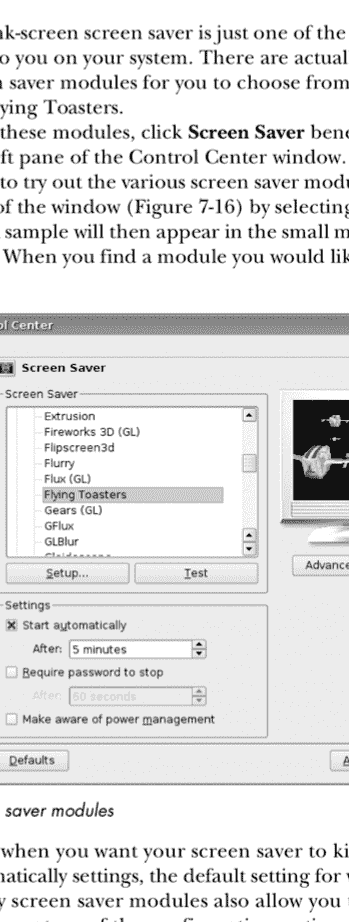 nk-screen screen saver is just one of the
o you on your system. There are actual
n saver modules for you to choose from
ying Toasters.
these modules, click Screen Saver bene
ft pane of the Control Center window.
to try out the various screen saver modu
of the window (Figure 7-16) by selecting
sample will then appear in the small m
When you find a module you would lik
ol Center
Screen Saver
Screen Saver
Extrusion
Fireworks 3D (GL)
Flipscreen3d
Flurry
Flux (GL)
Flying Toasters
Gears (GL)
GFlux
GLBlur
Setup...
Test
Advance
Settings
Start automatically
After: 5 minutes
Require password to stop
After: 60 seconds
Make aware of power management
Defaults
A
saver modules
when you want your screen saver to ki
matically settings, the default setting for
y screen saver modules also allow you